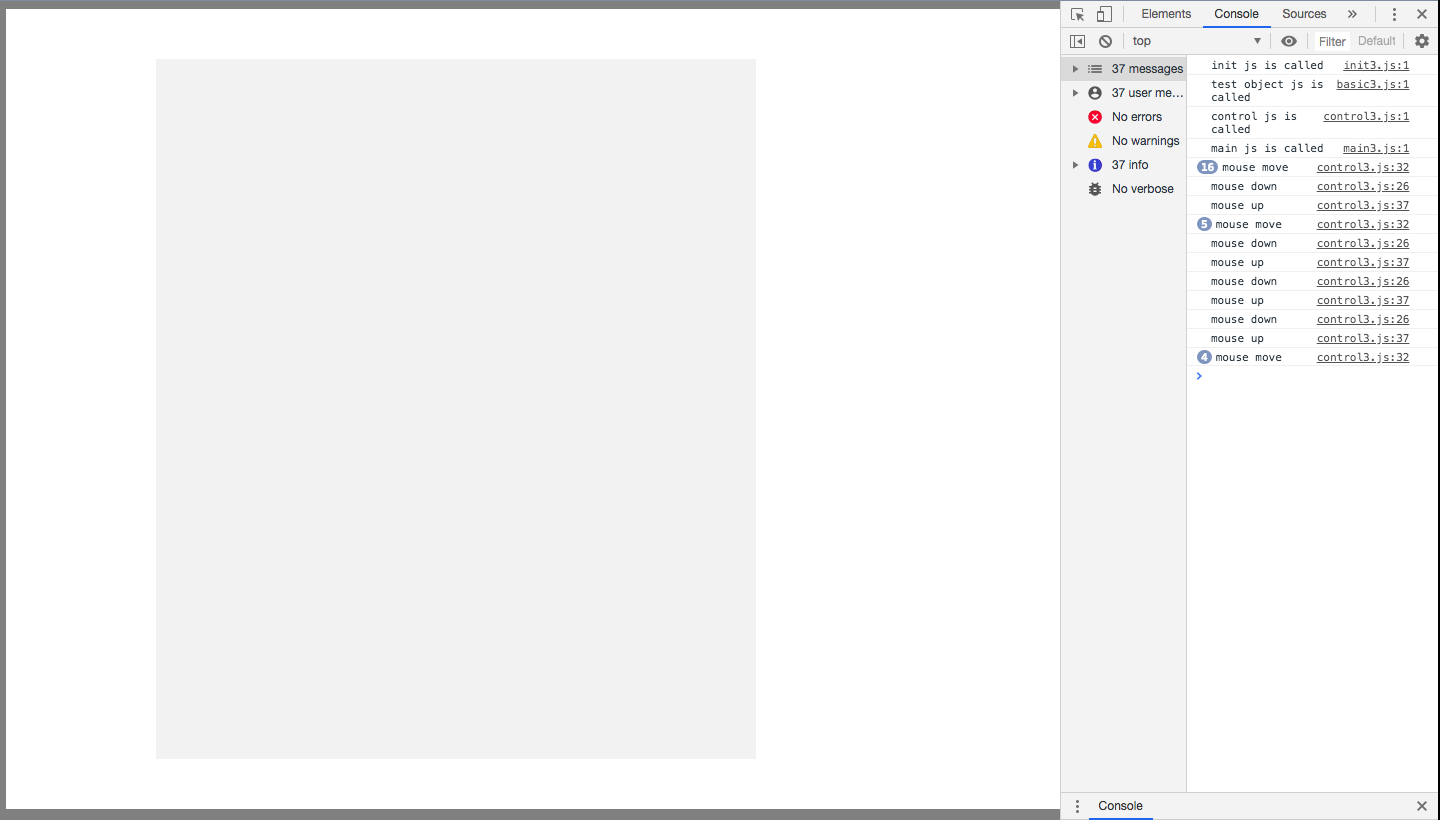 Elements Console Sources »
top Filter Default
37 messages
37 user me…
No errors
No warnings
37 info
No verbose
init js is called init3.js:1
test object js is basic3.js:1
called
control js is control3.js:1
called
main js is called main3.js:1
16 mouse move control3.js:32
mouse down control3.js:26
mouse up control3.js:37
5 mouse move control3.js:32
mouse down control3.js:26
mouse up control3.js:37
mouse down control3.js:26
mouse up control3.js:37
mouse down control3.js:26
mouse up control3.js:37
4 mouse move control3.js:32
Console